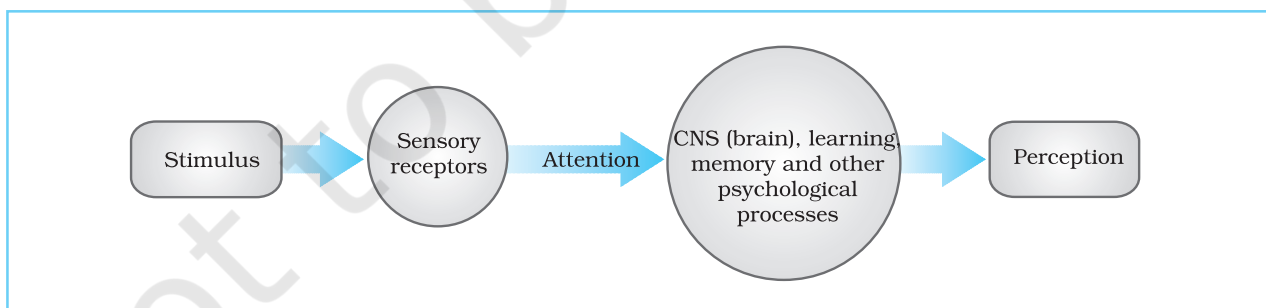 Stimulus
Sensory
receptors
Attention
CNS (brain), learning,
memory and other
psychological
processes
Perception